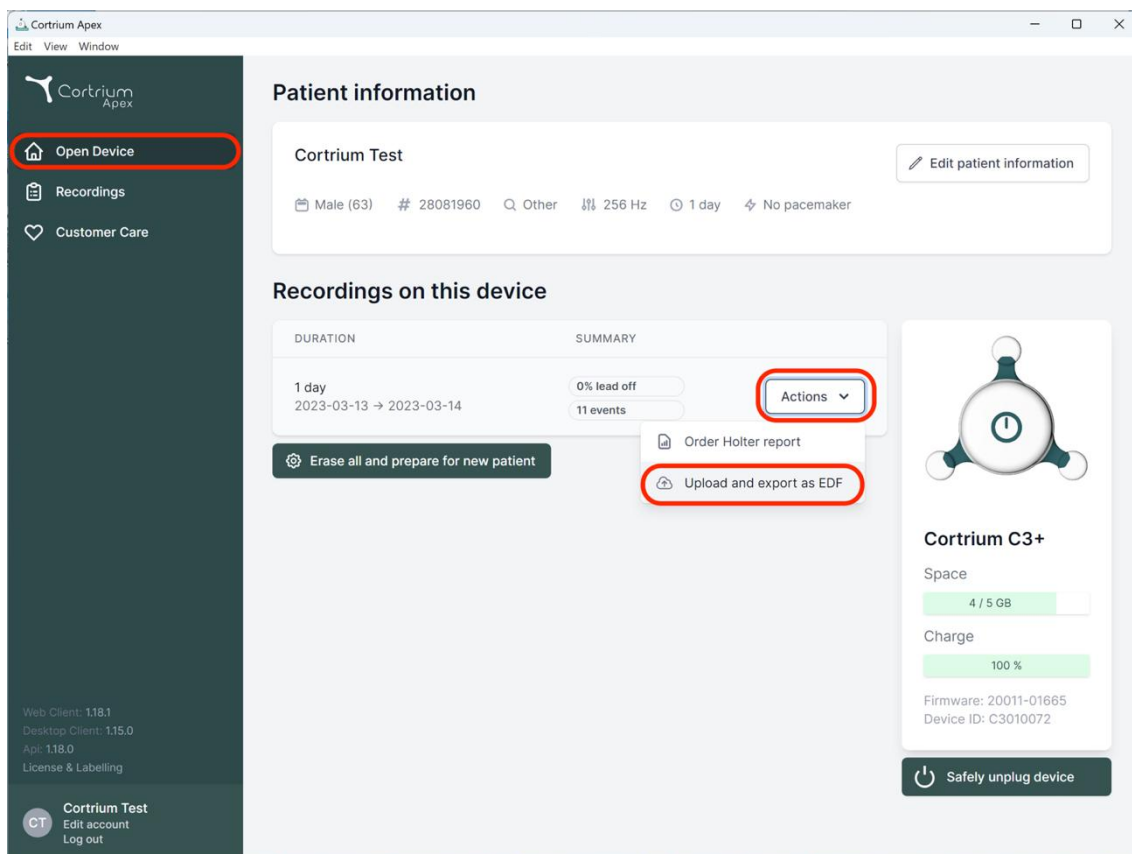 Cortrium Apex
Edit View Window
Cortrium
Apex
Open Device
Recordings
Customer Care
Web Client: 1.18.1
Desktop Client: 1.15.0
Api: 1.18.0
License & Labelling
CT
Cortrium Test
Edit account
Log out
Patient information
Cortrium Test
Edit patient information
Male (63) # 28081960 Other 256 Hz 1 day No pacemaker
Recordings on this device
DURATION SUMMARY
1 day
2023-03-13 → 2023-03-14
0% lead off
11 events
Actions
Order Holter report
Upload and export as EDF
Erase all and prepare for new patient
Cortrium C3+
Space
4 / 5 GB
Charge
100 %
Firmware: 20011-01665
Device ID: C3010072
Safely unplug device